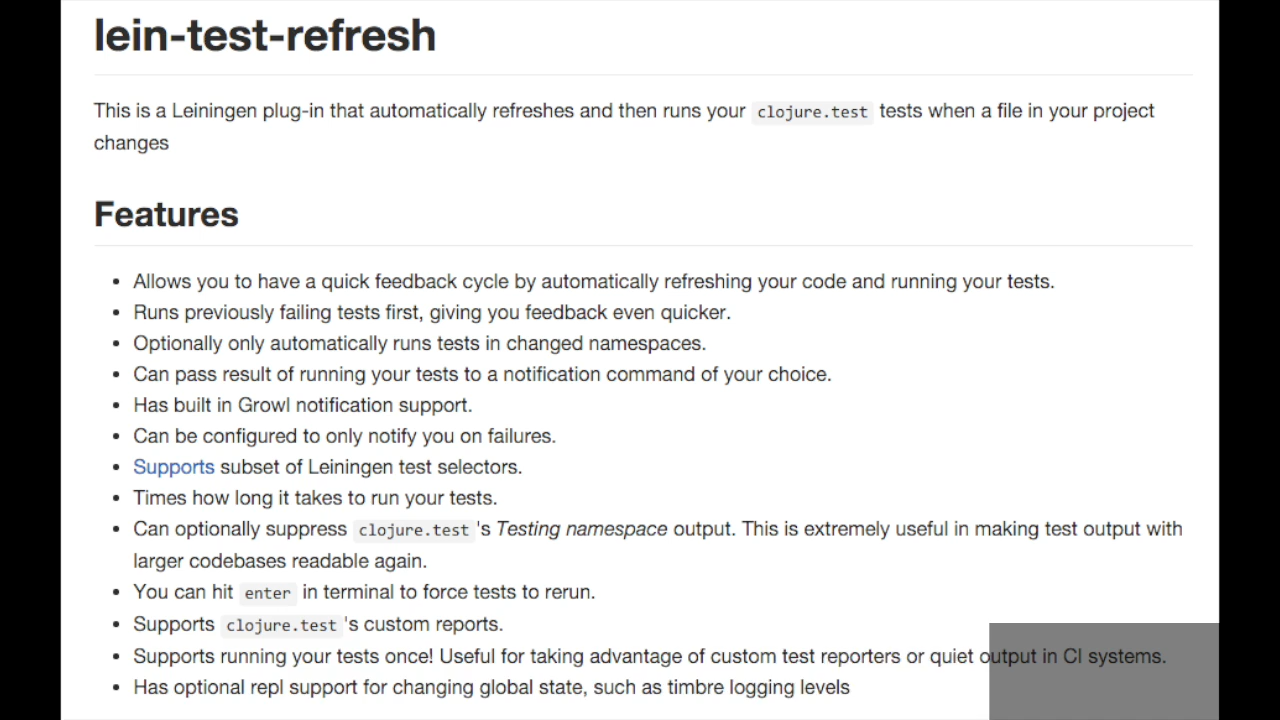 lein-test-refresh
This is a Leiningen plug-in that automatically refreshes and then runs your clojure.test tests when a file in your project
changes
Features
• Allows you to have a quick feedback cycle by automatically refreshing your code and running your tests.
• Runs previously failing tests first, giving you feedback even quicker.
• Optionally only automatically runs tests in changed namespaces.
• Can pass result of running your tests to a notification command of your choice.
• Has built in Growl notification support.
• Can be configured to only notify you on failures.
• Supports subset of Leiningen test selectors.
• Times how long it takes to run your tests.
• Can optionally suppress clojure.test 's Testing namespace output. This is extremely useful in making test output with
larger codebases readable again.
• You can hit enter in terminal to force tests to rerun.
• Supports clojure.test 's custom reports.
• Supports running your tests once! Useful for taking advantage of custom test reporters or quiet output in CI systems.
• Has optional repl support for changing global state, such as timbre logging levels